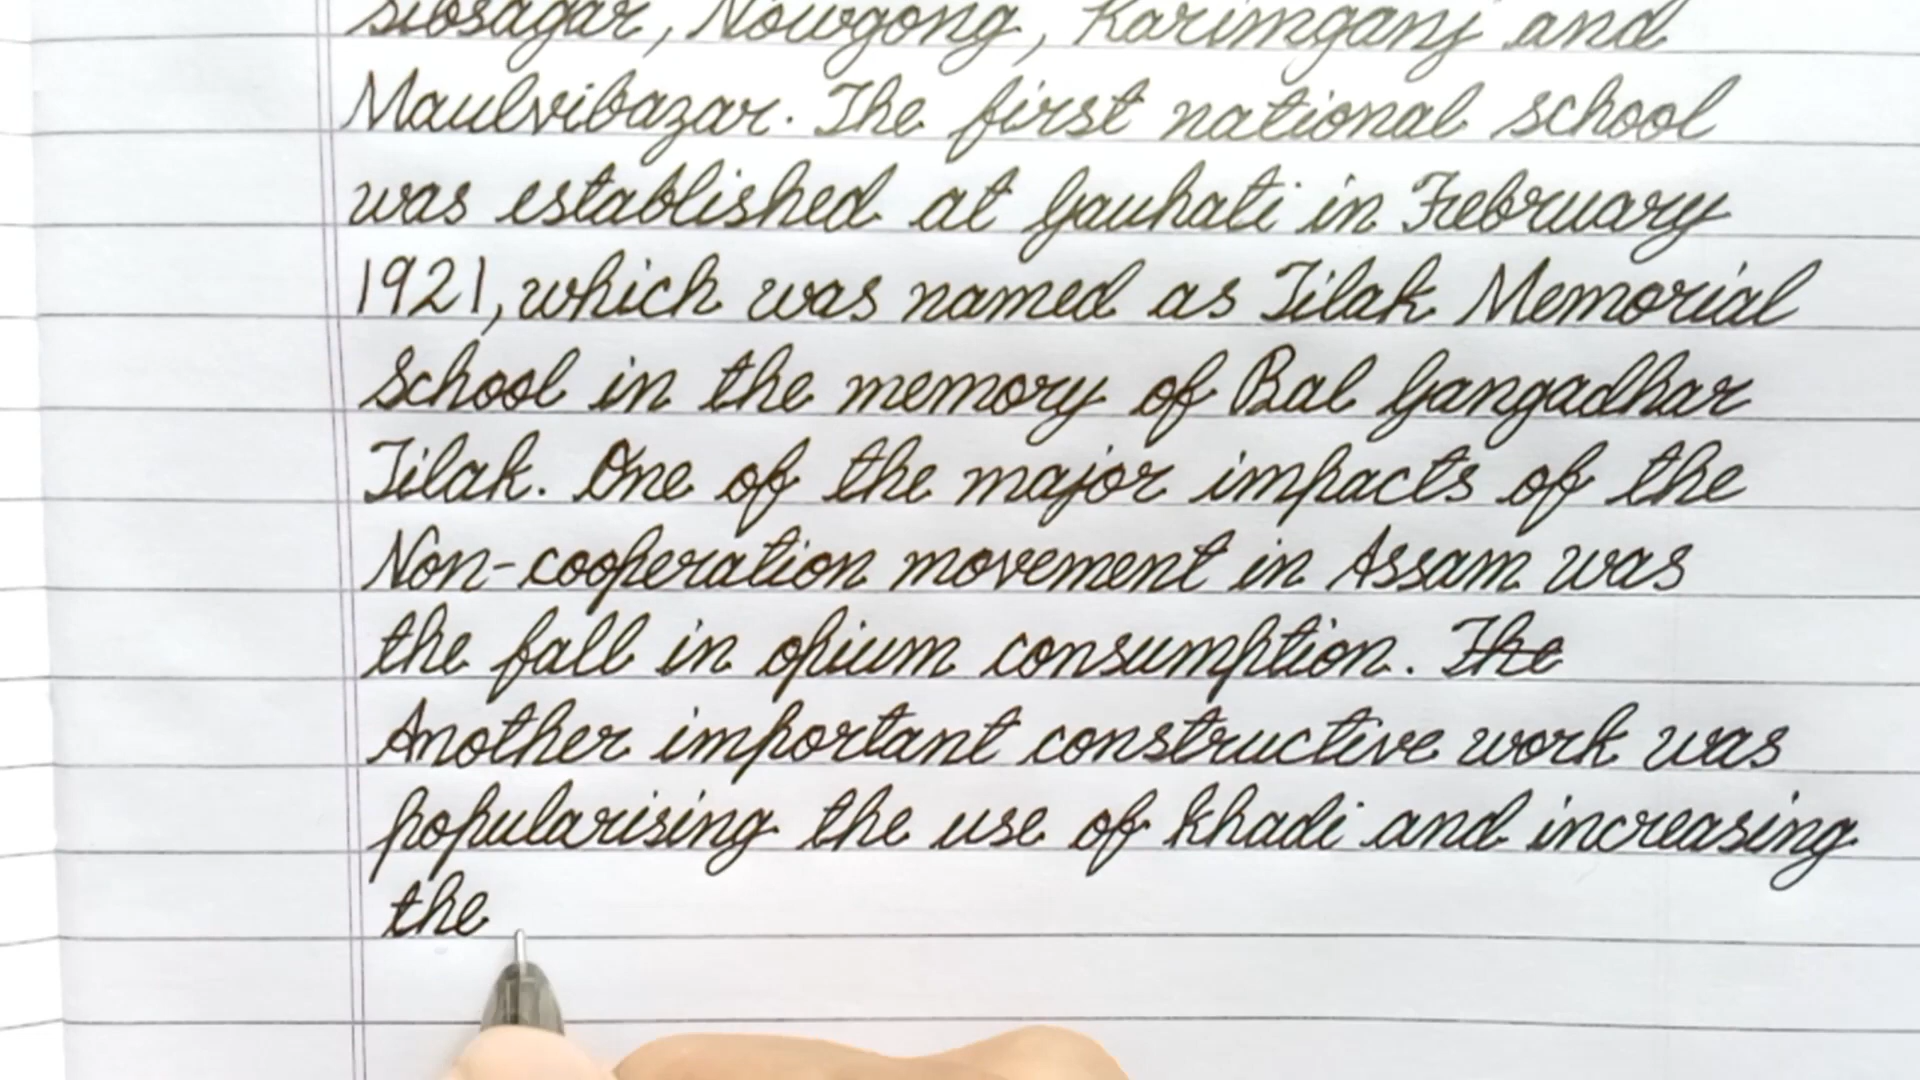 Sibsagar, Nowgong, Karimganj and
Maulvibazar. The first national school
was established at Gauhati in February
1921, which was named as Tilak Memorial
School in the memory of Bal Gangadhar
Tilak. One of the major impacts of the
Non-cooperation movement in Assam was
the fall in opium consumption. The
Another important constructive work was
popularising the use of khadi and increasing
the